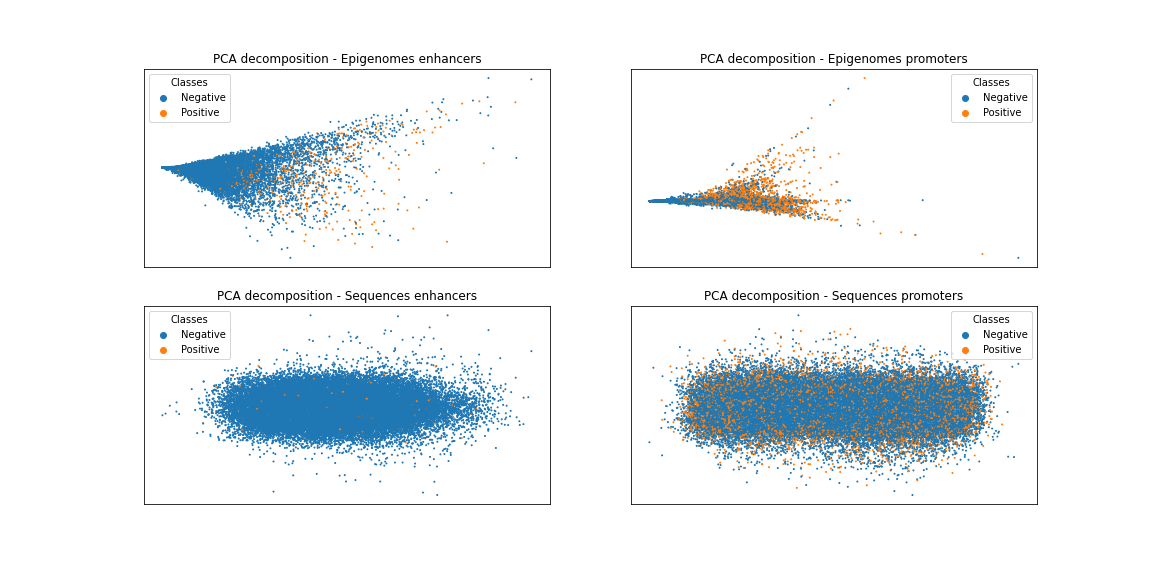 PCA decomposition - Epigenomes enhancers
Classes
Negative
Positive
PCA decomposition - Epigenomes promoters
Classes
Negative
Positive
PCA decomposition - Sequences enhancers
Classes
Negative
Positive
PCA decomposition - Sequences promoters
Classes
Negative
Positive